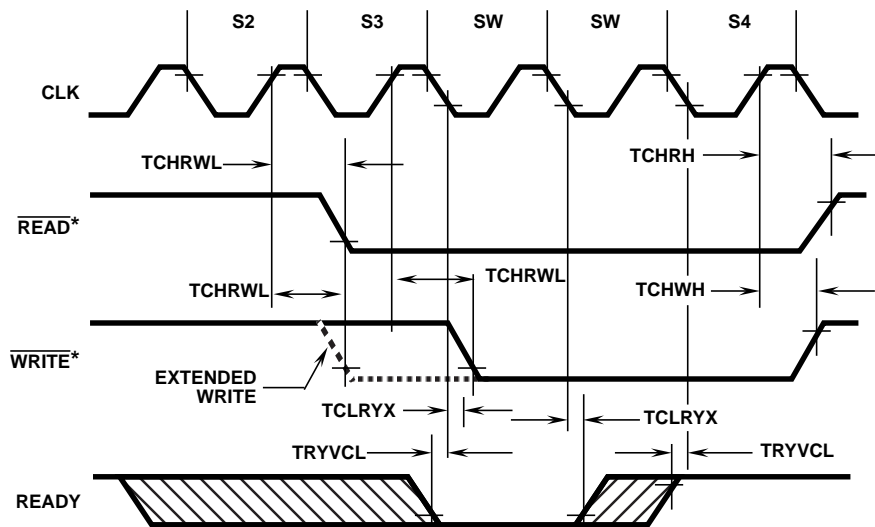 S2 S3 SW SW S4
CLK
TCHRWL TCHRH
READ*
TCHRWL TCHRWL TCHWH
WRITE*
EXTENDED
WRITE
TCLRYX TCLRYX
TRYVCL TRYVCL
READY